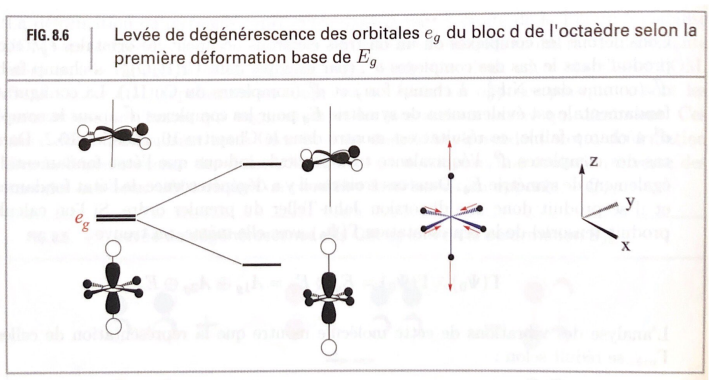 FIG. 8.6
Levée de dégénérescence des orbitales e_g du bloc d de l'octaèdre selon la
première déformation base de E_g
e_g
z
y
x